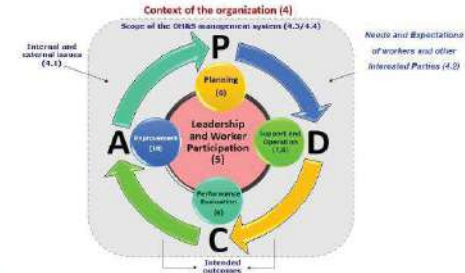 Context of the organization (4)
Scope of the OH&S management system (4.3/4.4)
Internal and
external issues
(4.1)
Needs and Expectations
of workers and other
Interested Parties (4.2)
P
Planning
(6)
Leadership
and Worker
Participation
(5)
A
Improvement
(10)
Support and
Operation
(7,8)
D
Performance
Evaluation
(9)
C
Intended
outcomes